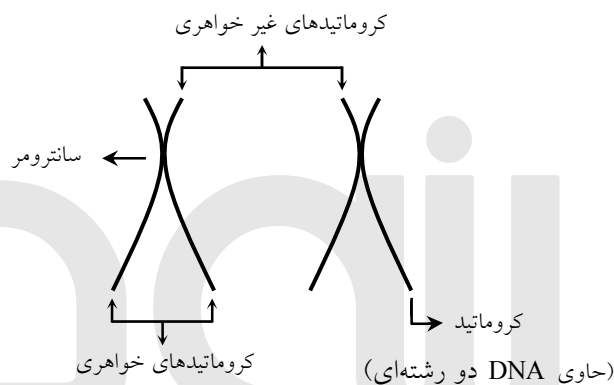 کروماتیدهای غیر خواهری
سانترومر
کروماتید
(حاوی DNA دو رشته‌ای)
کروماتیدهای خواهری